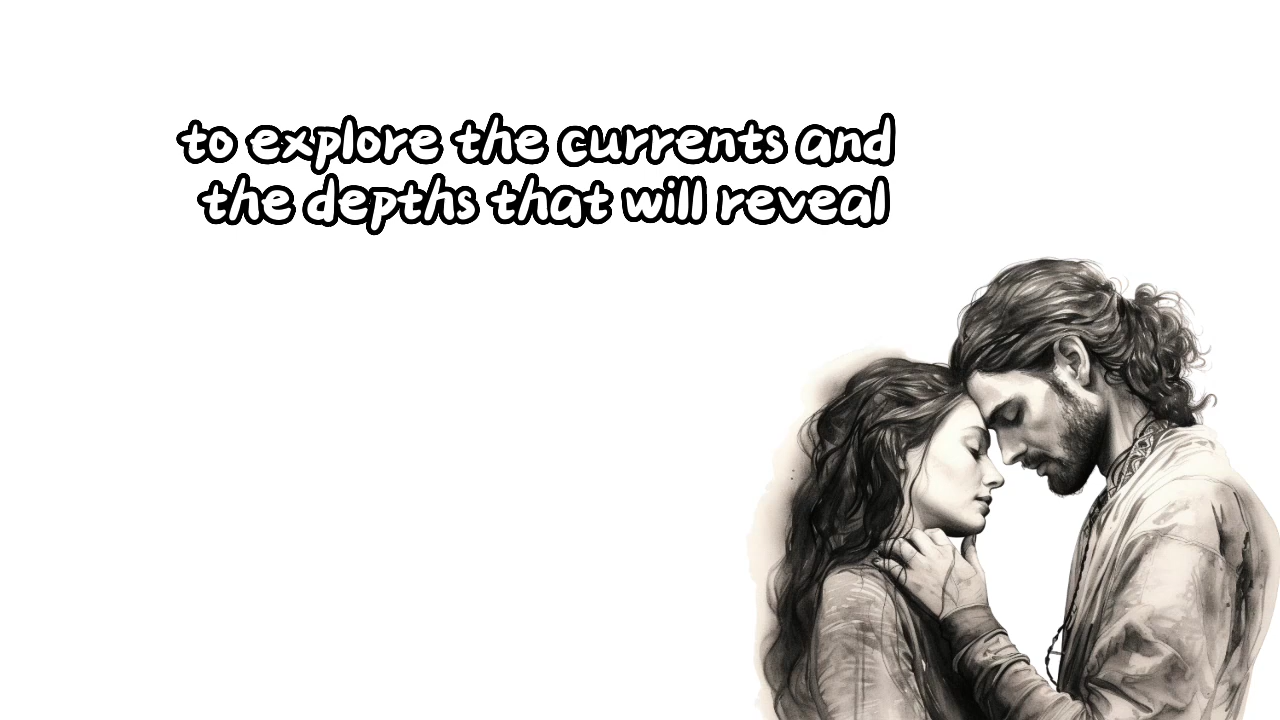 to explore the currents and
the depths that will reveal